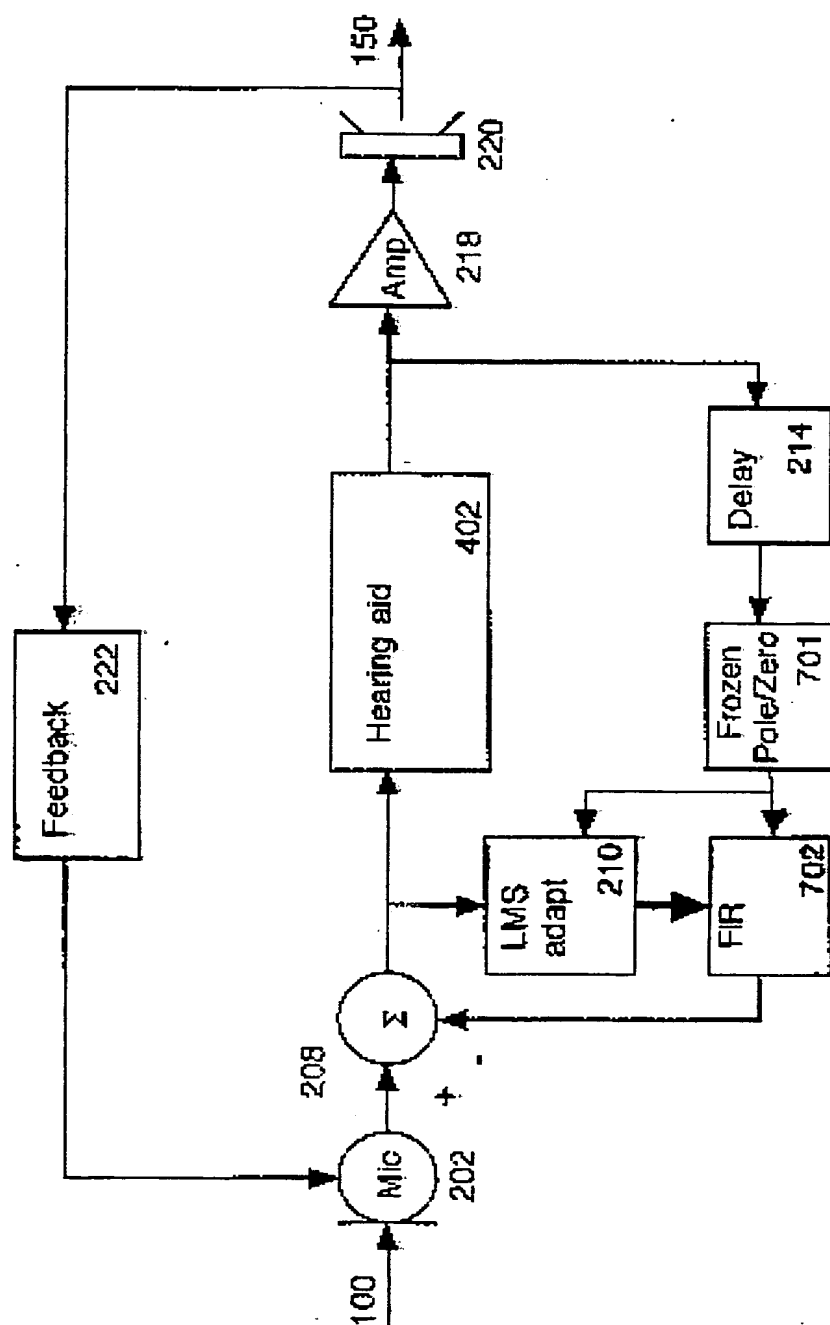 Feedback
222
100
Mic
202
208
+
-
Σ
Hearing aid
402
Amp
218
220
150
LMS
adapt
210
FIR
702
Frozen
Pole/Zero
701
Delay
214